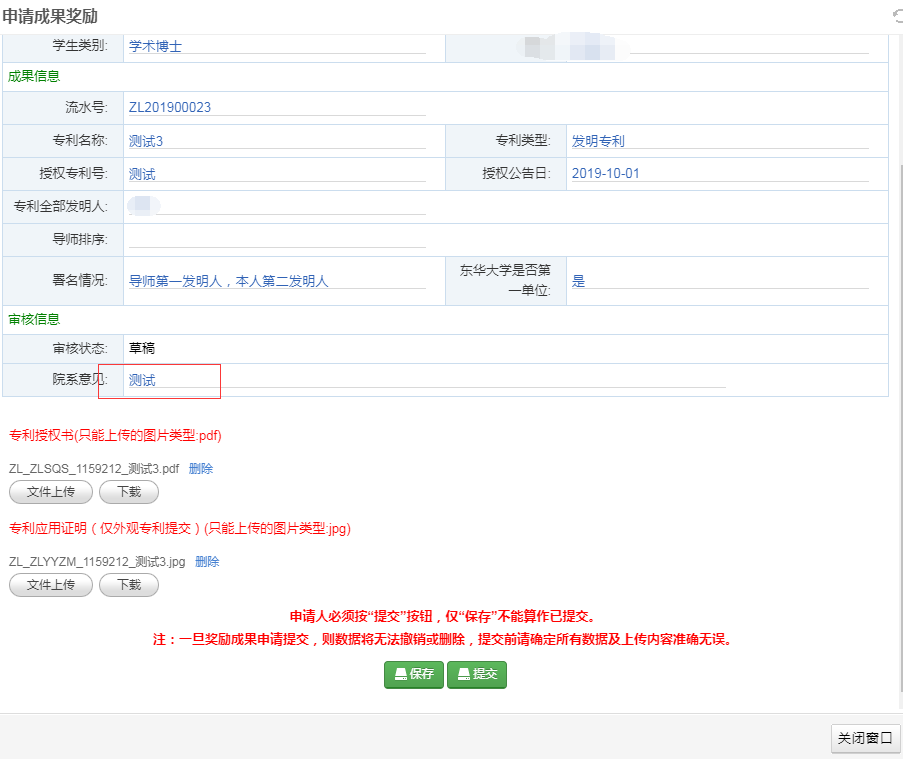 申请成果奖励
学生类别: 学术博士
成果信息
流水号: ZL201900023
专利名称: 测试3 专利类型: 发明专利
授权专利号: 测试 授权公告日: 2019-10-01
专利全部发明人:
导师排序:
署名情况: 导师第一发明人，本人第二发明人 东华大学是否第
一单位: 是
审核信息
审核状态: 草稿
院系意见: 测试
专利授权书(只能上传的图片类型:pdf)
ZL_ZLSQS_1159212_测试3.pdf 删除
文件上传 下载
专利应用证明（仅外观专利提交）(只能上传的图片类型:jpg)
ZL_ZLYYZM_1159212_测试3.jpg 删除
文件上传 下载
申请人必须按“提交”按钮，仅“保存”不能算作已提交。
注：一旦奖励成果申请提交，则数据将无法撤销或删除，提交前请确定所有数据及上传内容准确无误。
保存 提交
关闭窗口